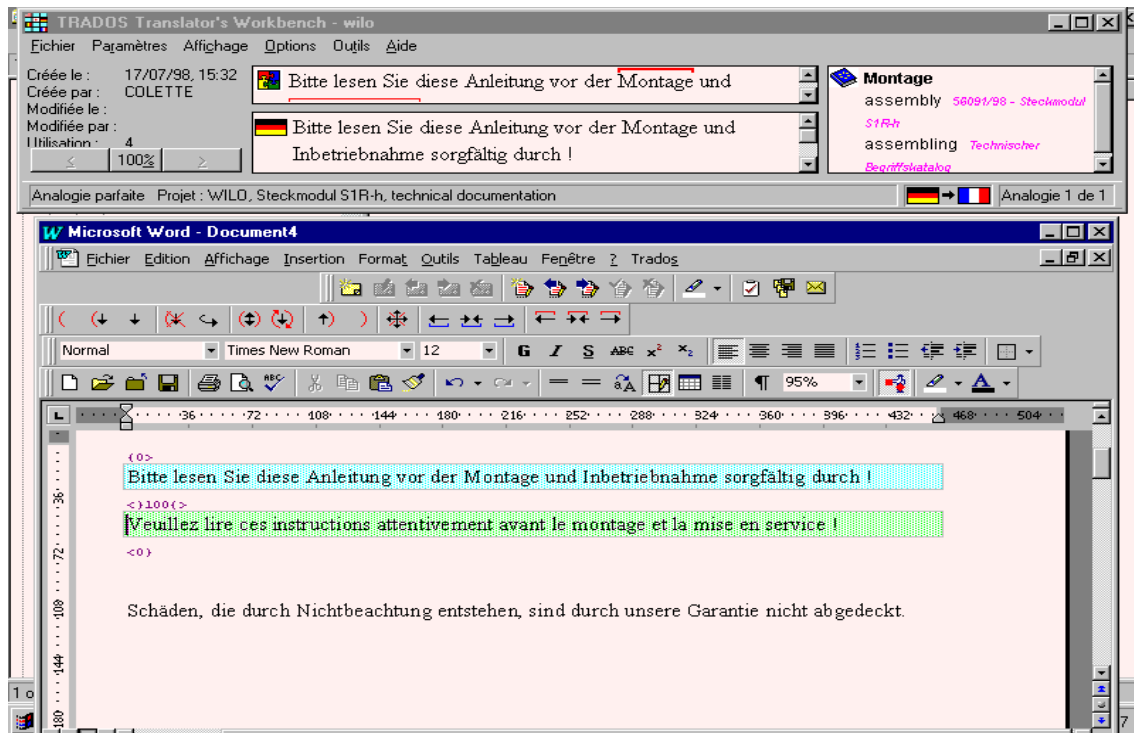 TRADOS Translator's Workbench - wilo
Fichier Paramètres Affichage Options Outils Aide
Créée le : 17/07/98, 15:32
Créée par : COLETTE
Modifiée le :
Modifiée par :
Utilisation : 4
< 100% >
Bitte lesen Sie diese Anleitung vor der Montage und
Bitte lesen Sie diese Anleitung vor der Montage und
Inbetriebnahme sorgfältig durch !
Montage
assembly 56091/98 - Steckmodul
S1R-h
assembling Technischer
Begriffskatalog
Analogie parfaite Projet : WILO, Steckmodul S1R-h, technical documentation
Analogie 1 de 1
Microsoft Word - Document4
Fichier Edition Affichage Insertion Format Outils Tableau Fenêtre ? Trados
Normal Times New Roman 12 G I S ABC x² x₂
95%
36 72 108 144 180 216 252 288 324 360 396 432 468 504
{0>
Bitte lesen Sie diese Anleitung vor der Montage und Inbetriebnahme sorgfältig durch !
<}100{>
Veuillez lire ces instructions attentivement avant le montage et la mise en service !
<0}
Schäden, die durch Nichtbeachtung entstehen, sind durch unsere Garantie nicht abgedeckt.
36
72
108
144
180
1 o
7